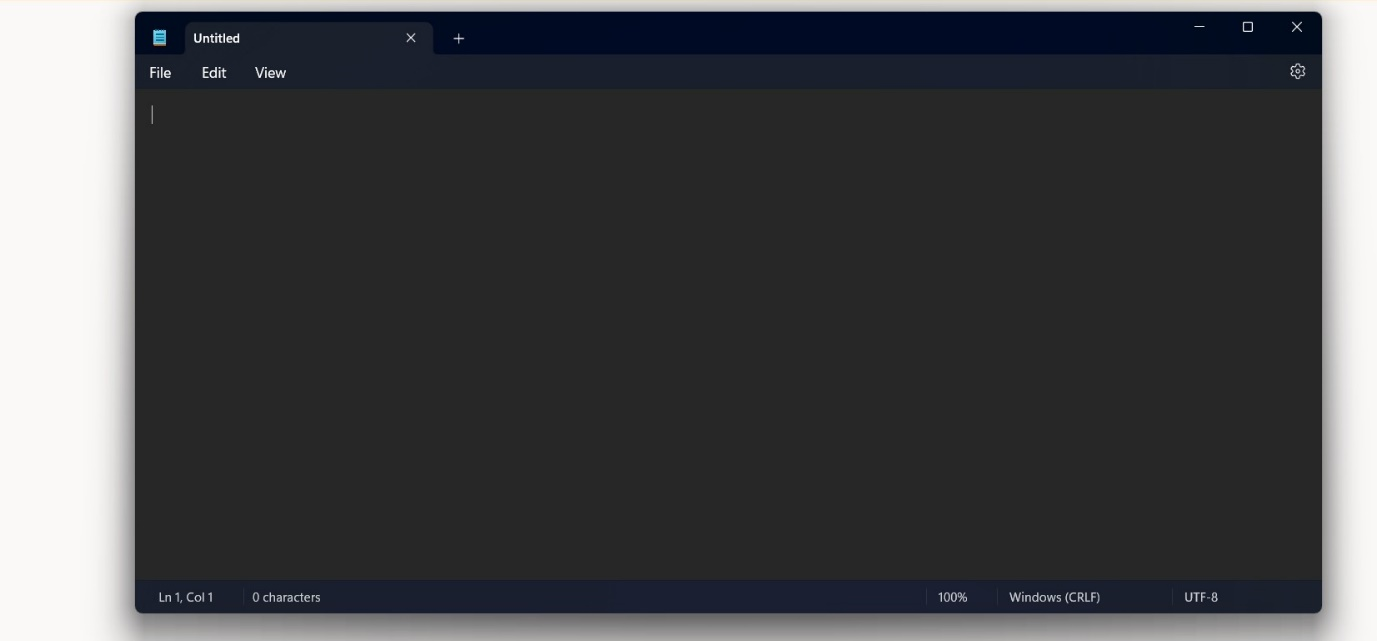 Untitled
File Edit View
Ln 1, Col 1 0 characters 100% Windows (CRLF) UTF-8